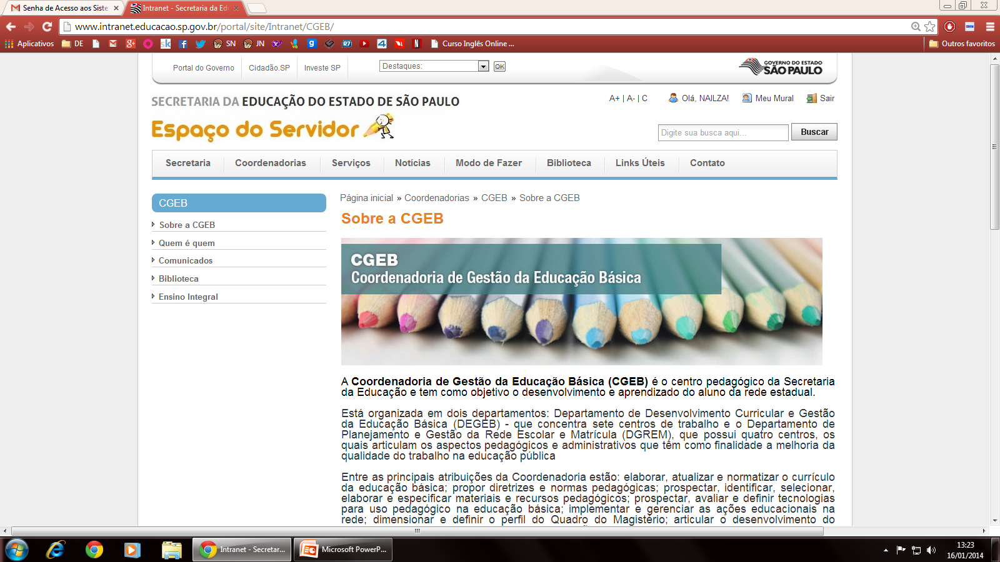 Senha de Acesso aos Siste
Intranet - Secretaria da Ed
www.intranet.educacao.sp.gov.br/portal/site/Intranet/CGEB/
Aplicativos DE SN JN R7 Curso Inglês Online ... Outros favoritos
Portal do Governo Cidadão.SP Investe SP Destaques: OK
GOVERNO DO ESTADO
SÃO PAULO
SECRETARIA DA EDUCAÇÃO DO ESTADO DE SÃO PAULO
A+ | A- | C Olá, NAILZA! Meu Mural Sair
Espaço do Servidor
Digite sua busca aqui... Buscar
Secretaria Coordenadorias Serviços Notícias Modo de Fazer Biblioteca Links Úteis Contato
CGEB
Sobre a CGEB
Quem é quem
Comunicados
Biblioteca
Ensino Integral
Página inicial » Coordenadorias » CGEB » Sobre a CGEB
Sobre a CGEB
CGEB
Coordenadoria de Gestão da Educação Básica
A Coordenadoria de Gestão da Educação Básica (CGEB) é o centro pedagógico da Secretaria
da Educação e tem como objetivo o desenvolvimento e aprendizado do aluno da rede estadual.
Está organizada em dois departamentos: Departamento de Desenvolvimento Curricular e Gestão
da Educação Básica (DEGEB) - que concentra sete centros de trabalho e o Departamento de
Planejamento e Gestão da Rede Escolar e Matrícula (DGREM), que possui quatro centros, os
quais articulam os aspectos pedagógicos e administrativos que têm como finalidade a melhoria da
qualidade do trabalho na educação pública
Entre as principais atribuições da Coordenadoria estão: elaborar, atualizar e normatizar o currículo
da educação básica; propor diretrizes e normas pedagógicas; prospectar, identificar, selecionar,
elaborar e especificar materiais e recursos pedagógicos; prospectar, avaliar e definir tecnologias
para uso pedagógico na educação básica; implementar e gerenciar as ações educacionais na
rede; dimensionar e definir o perfil do Quadro do Magistério; articular o desenvolvimento do
Intranet - Secretar...
Microsoft PowerP...
13:23
16/01/2014